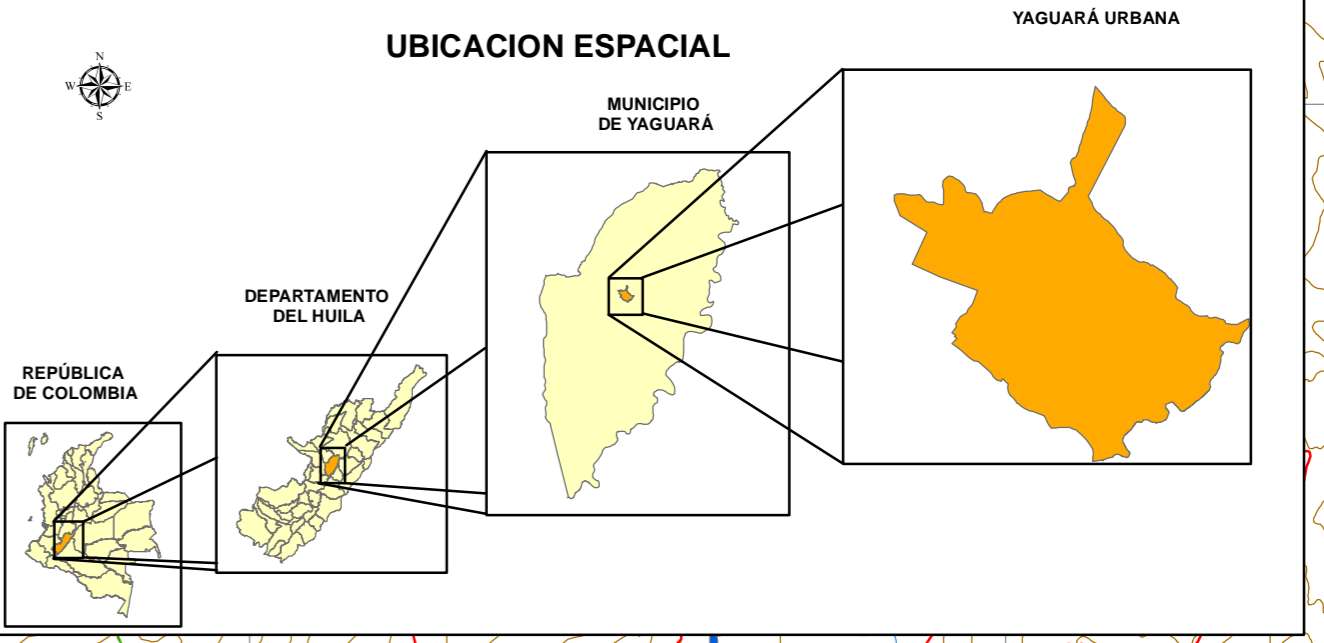 YAGUARÁ URBANA
UBICACION ESPACIAL
N
W E
S
MUNICIPIO
DE YAGUARÁ
DEPARTAMENTO
DEL HUILA
REPÚBLICA
DE COLOMBIA